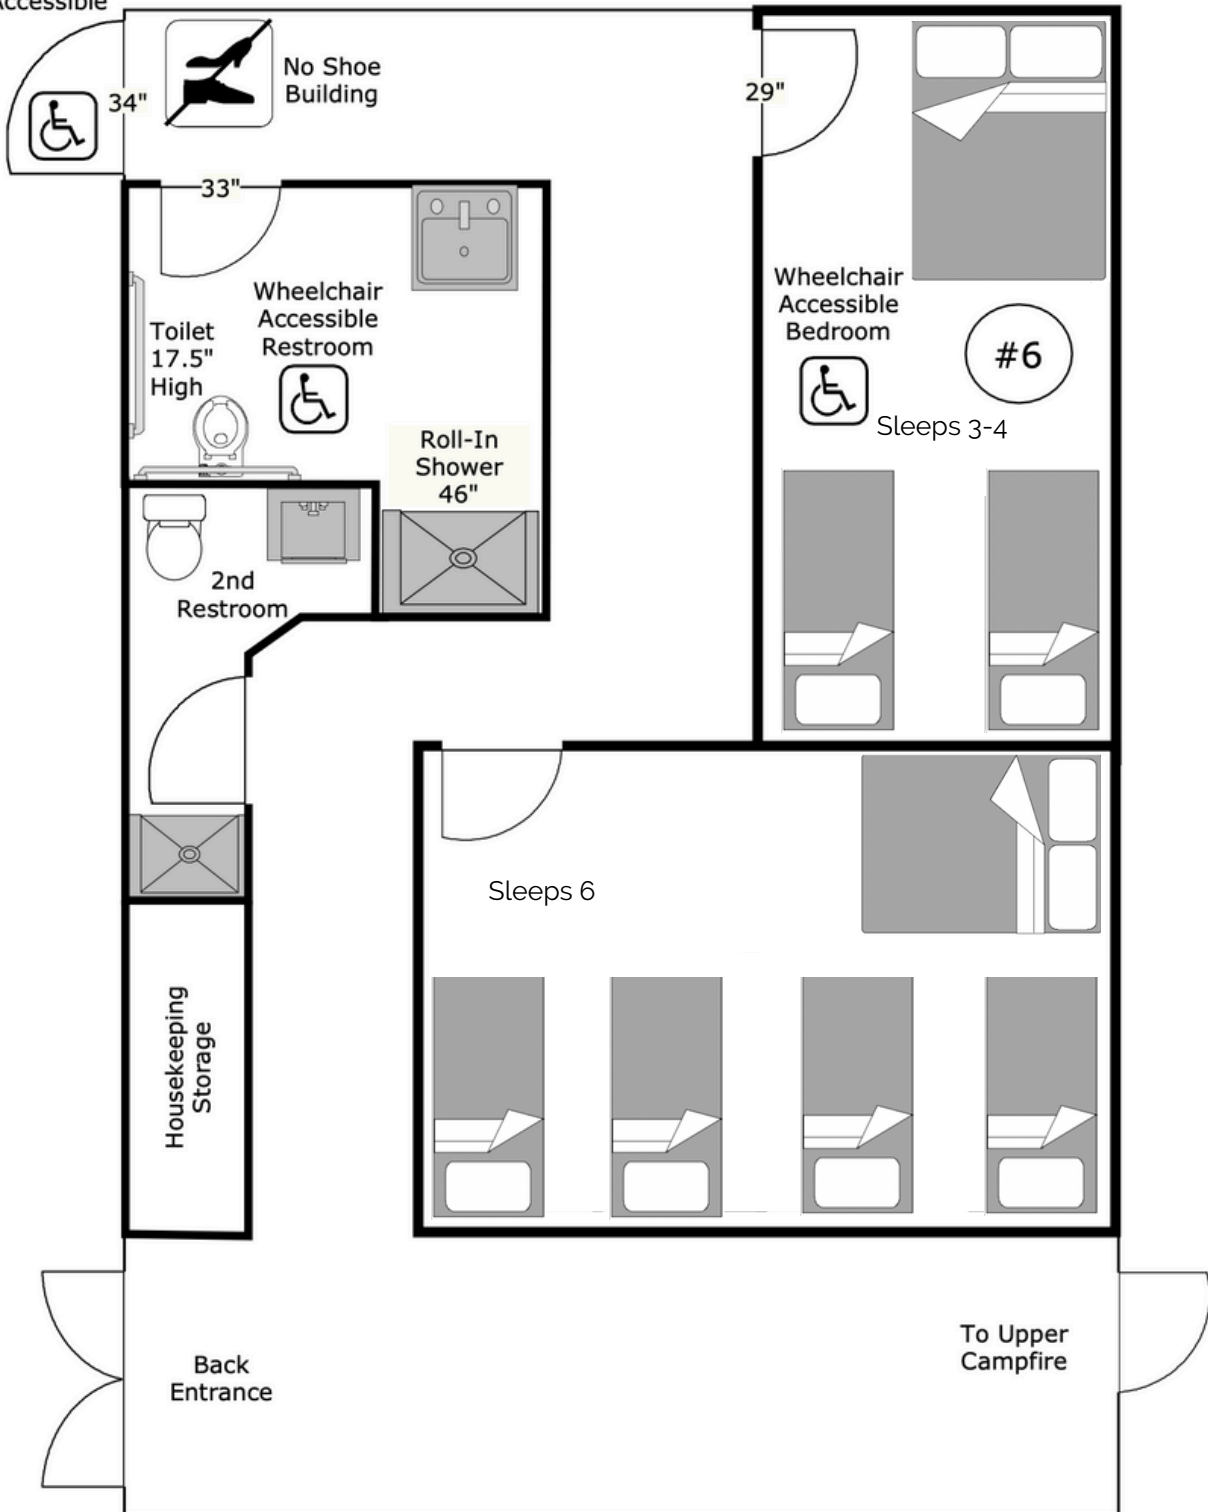 Accessible
No Shoe
Building
34"
29"
33"
Wheelchair
Accessible
Restroom
Toilet
17.5"
High
Wheelchair
Accessible
Bedroom
#6
Sleeps 3-4
Roll-In
Shower
46"
2nd
Restroom
Sleeps 6
Housekeeping
Storage
To Upper
Campfire
Back
Entrance